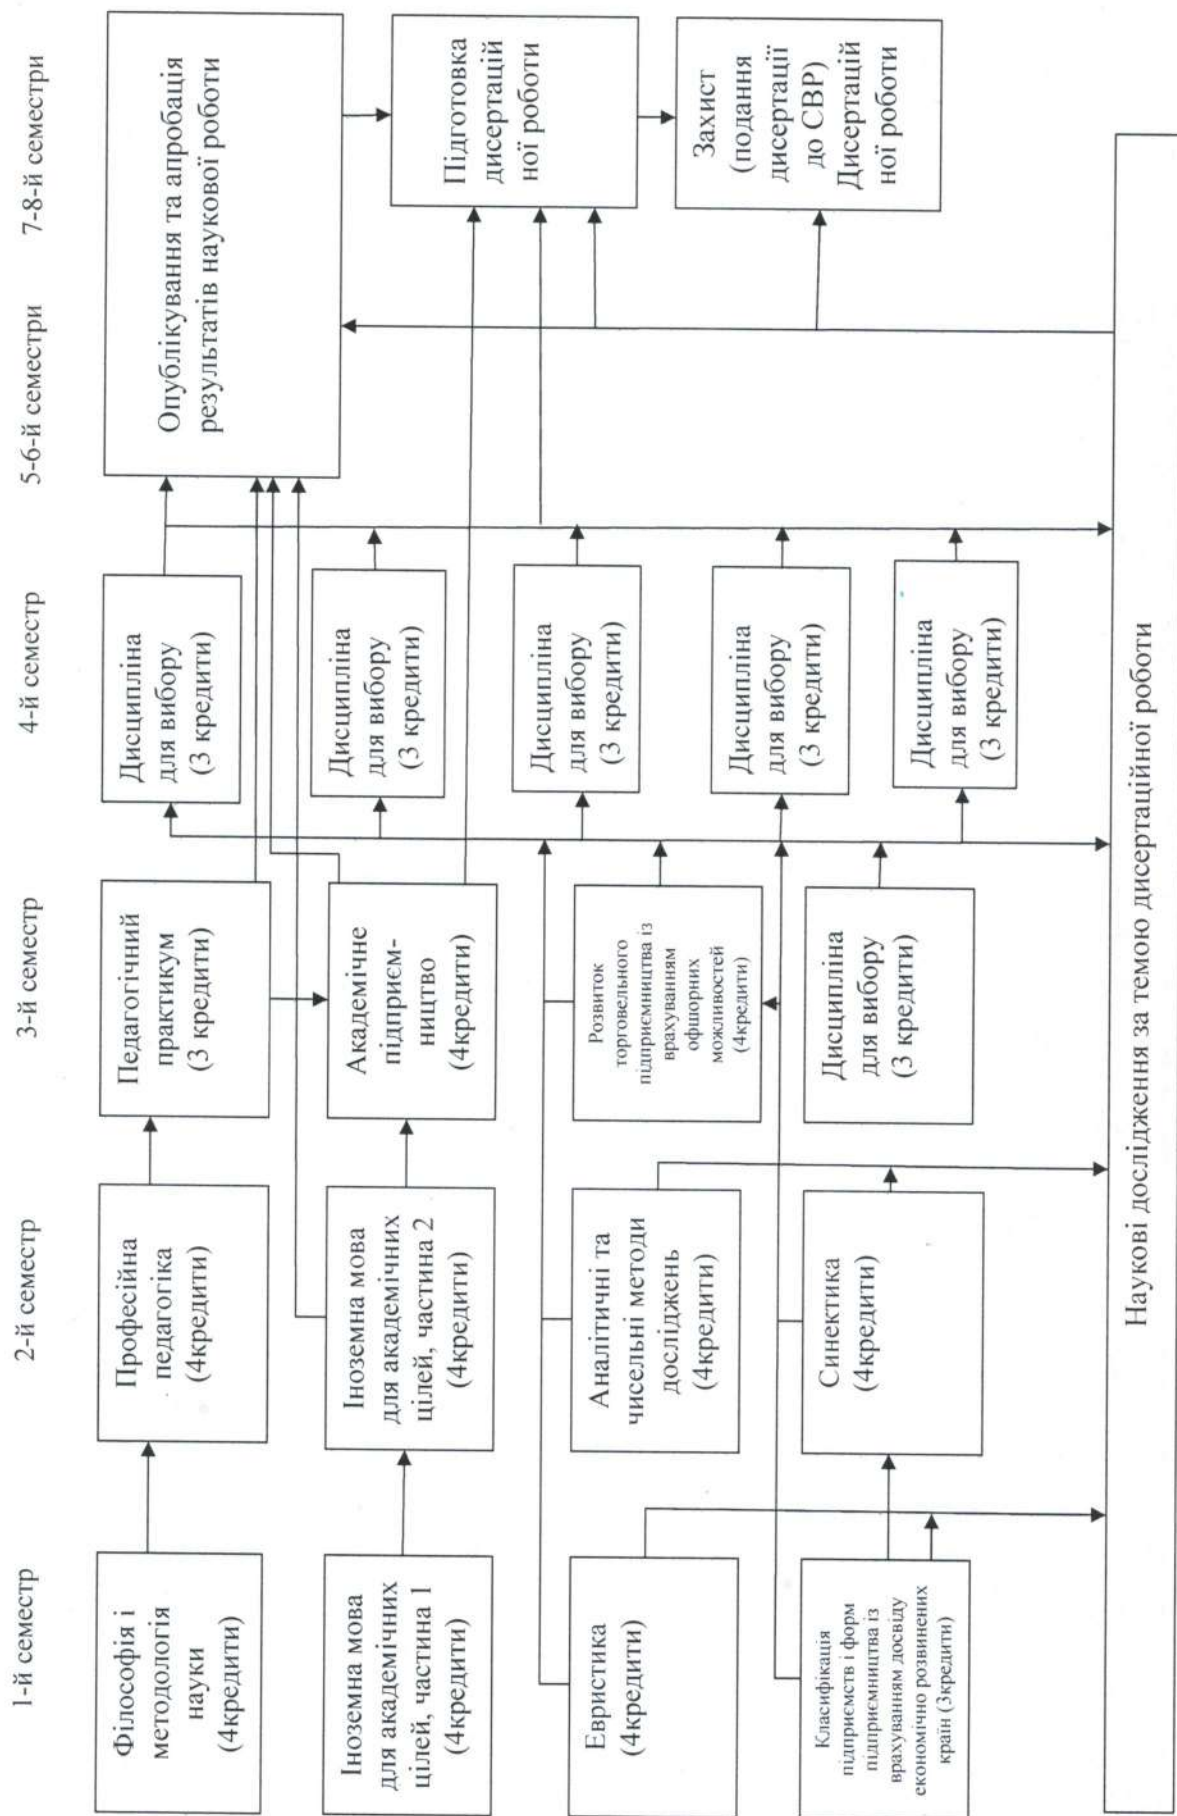 1-й семестр
2-й семестр
3-й семестр
4-й семестр
5-6-й семестри
7-8-й семестри
Філософія і
методологія
науки
(4кредити)
Професійна
педагогіка
(4кредити)
Педагогічний
практикум
(3 кредити)
Дисципліна
для вибору
(3 кредити)
Опублікування та апробація
результатів наукової роботи
Іноземна мова
для академічних
цілей, частина 1
(4кредити)
Іноземна мова
для академічних
цілей, частина 2
(4кредити)
Академічне
підприєм-
ництво
(4кредити)
Дисципліна
для вибору
(3 кредити)
Підготовка
дисертацій
ної роботи
Евристика
(4кредити)
Аналітичні та
чисельні методи
досліджень
(4кредити)
Розвиток
торговельного
підприємництва із
врахуванням
офшорних
можливостей
(4кредити)
Дисципліна
для вибору
(3 кредити)
Захист
(подання
дисертації
до СВР)
Дисертацій
ної роботи
Класифікація
підприємств і форм
підприємництва із
врахуванням досвіду
економічно розвинених
країн (3кредити)
Синектика
(4кредити)
Дисципліна
для вибору
(3 кредити)
Дисципліна
для вибору
(3 кредити)
Дисципліна
для вибору
(3 кредити)
Наукові дослідження за темою дисертаційної роботи